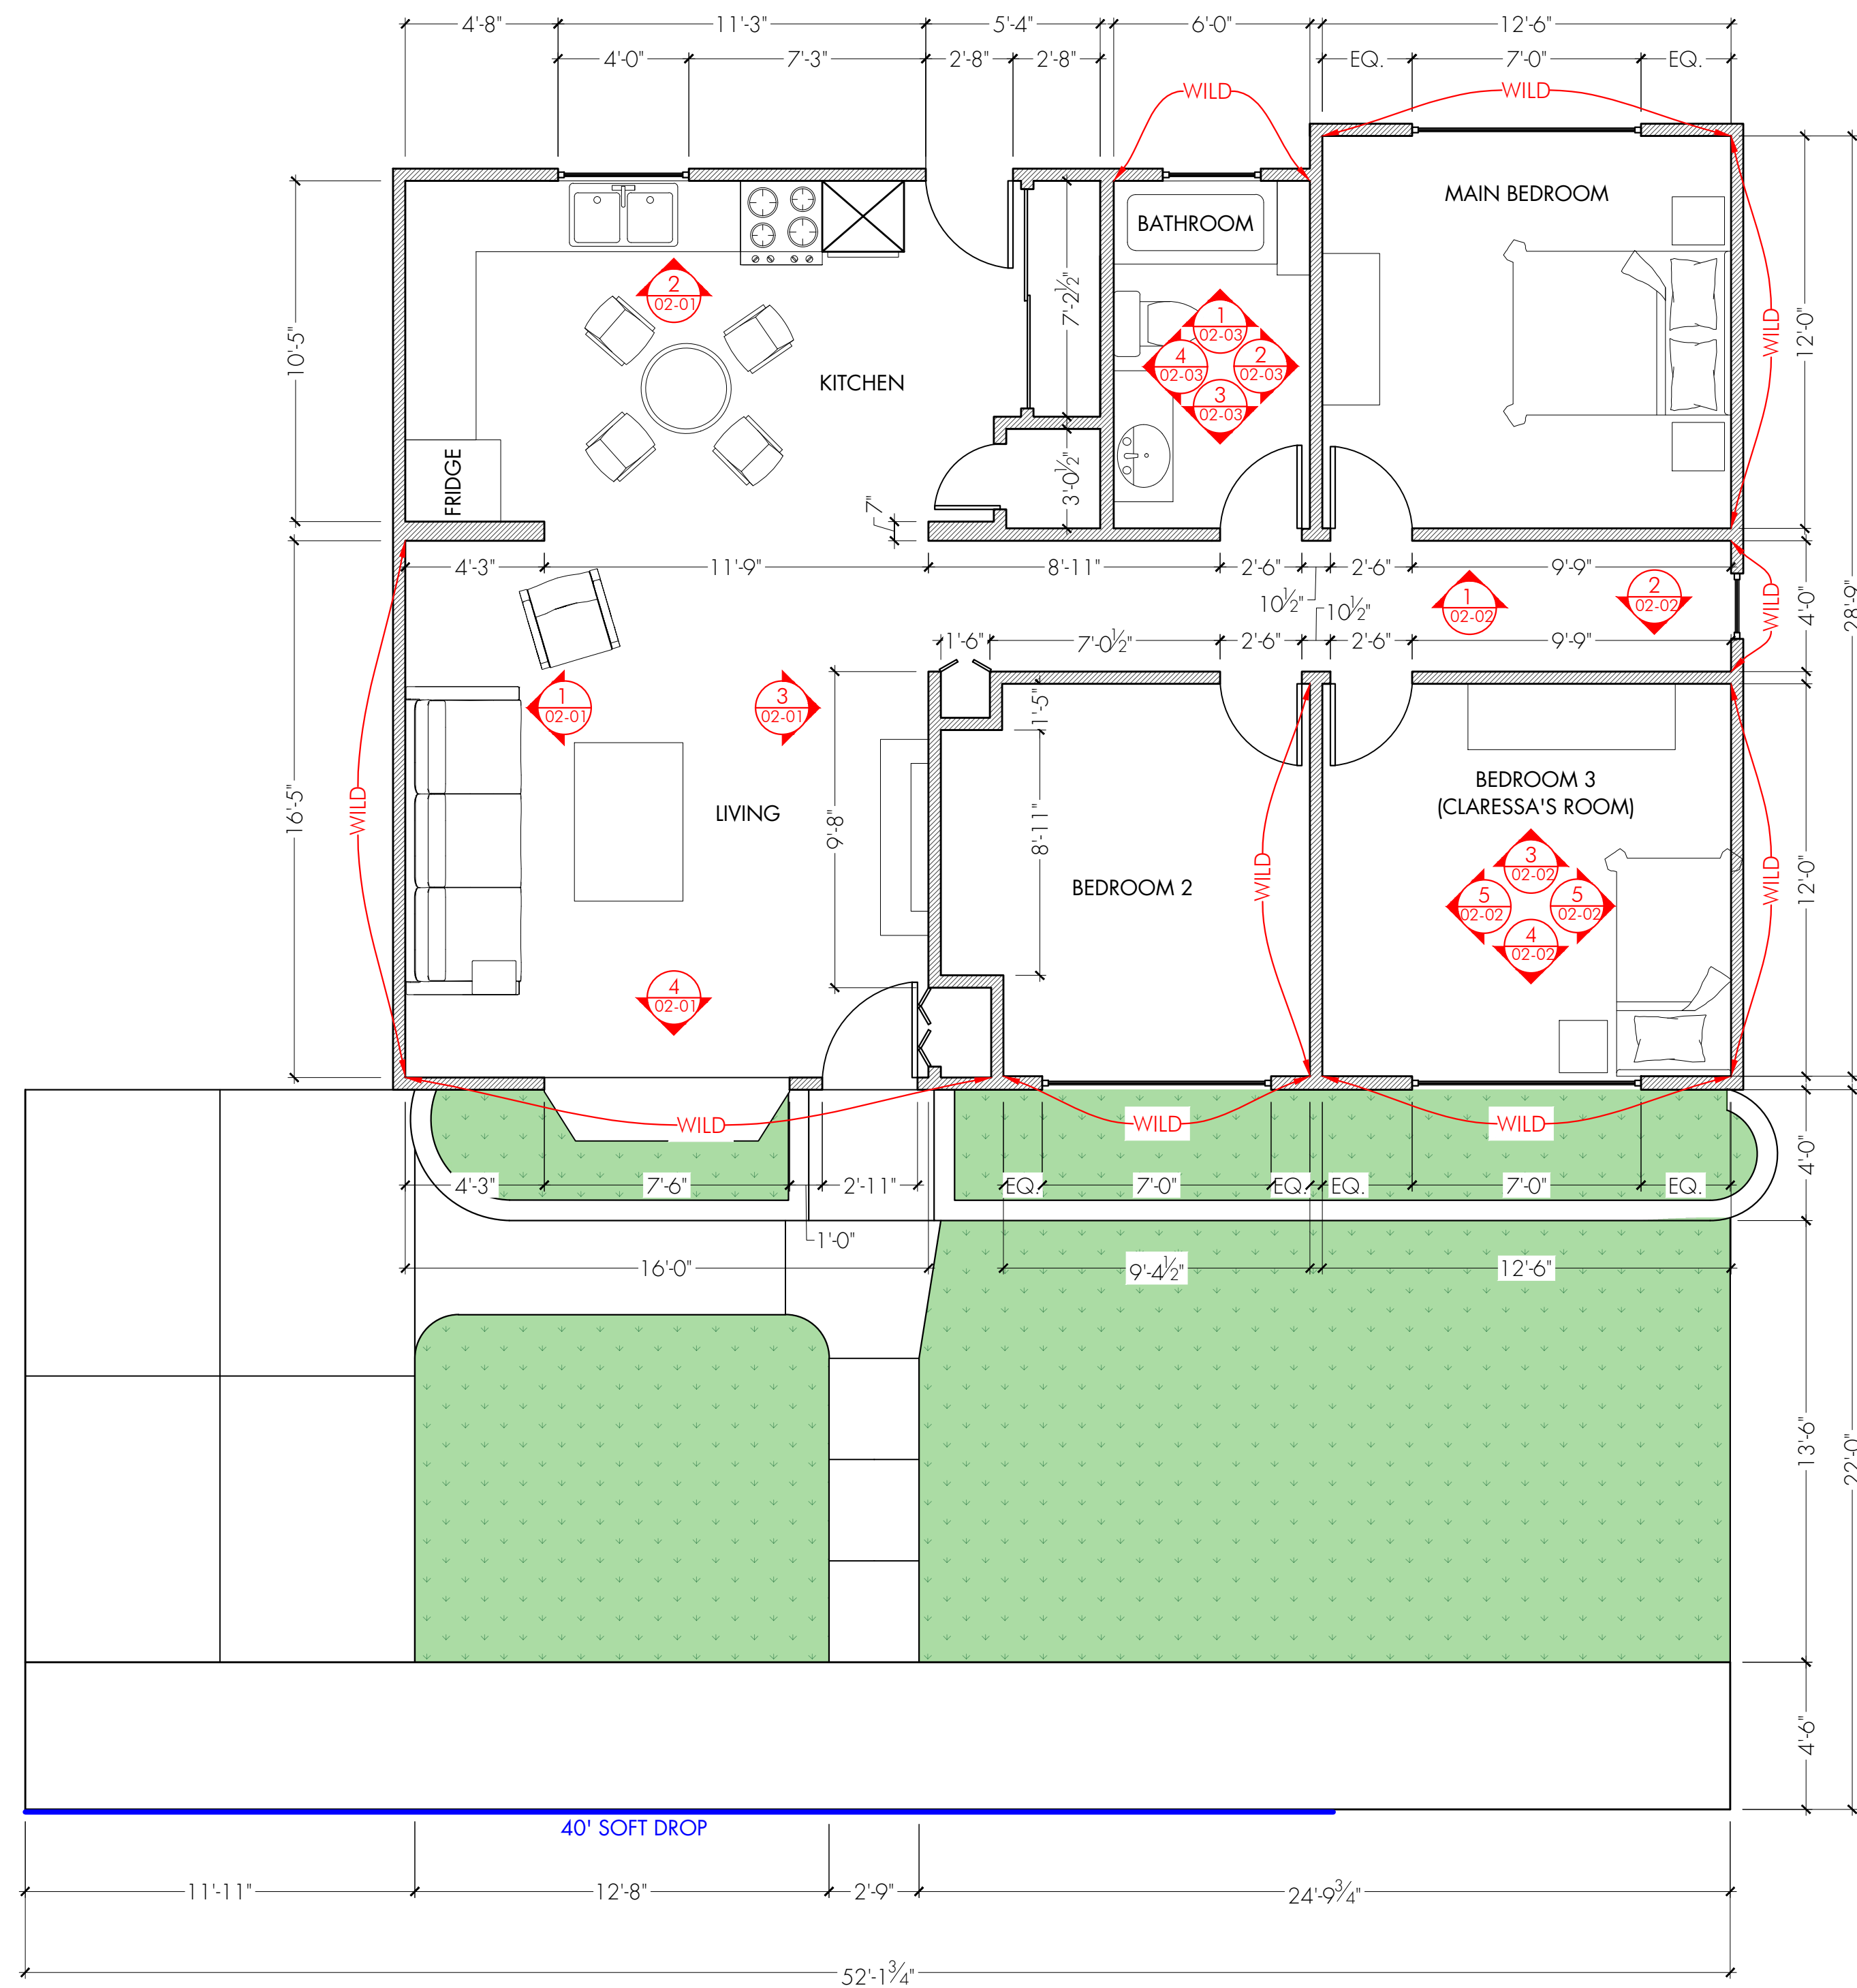 4'-8" 11'-3" 5'-4" 6'-0" 12'-6"
4'-0" 7'-3" 2'-8" 2'-8" EQ. 7'-0" EQ.
WILD WILD
MAIN BEDROOM
BATHROOM
2
02-01
7'-2½"
1
02-03
4
02-03
2
02-03
3
02-03
WILD
12'-0"
10'-5"
KITCHEN
FRIDGE
3'-0½"
7"
4'-3" 11'-9" 8'-11" 2'-6" 2'-6" 9'-9"
10½"
10½"
1
02-02
2
02-02
WILD
4'-0"
28'-9"
1'-6" 7'-0½" 2'-6" 2'-6" 9'-9"
1
02-01
3
02-01
1'-5"
16'-5"
WILD
LIVING
9'-8"
8'-11"
BEDROOM 2
WILD
BEDROOM 3
(CLARESSA'S ROOM)
3
02-02
5
02-02
5
02-02
4
02-02
WILD
12'-0"
4
02-01
WILD WILD WILD
4'-0"
4'-3" 7'-6" 2'-11" EQ. 7'-0" EQ. EQ. 7'-0" EQ.
1'-0"
16'-0" 9'-4½" 12'-6"
13'-6"
22'-0"
4'-6"
40' SOFT DROP
11'-11" 12'-8" 2'-9" 24'-9¾"
52'-1¾"